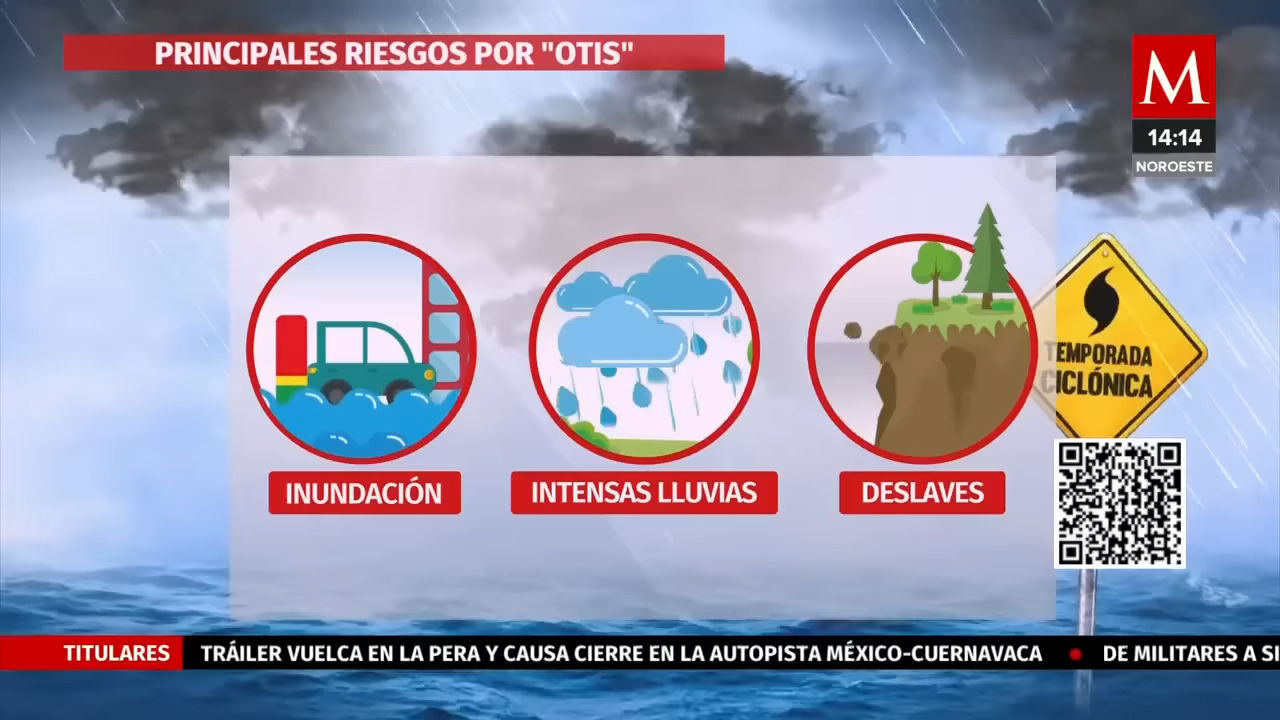 PRINCIPALES RIESGOS POR "OTIS"
M
14:14
NOROESTE
TEMPORADA
CICLÓNICA
INUNDACIÓN
INTENSAS LLUVIAS
DESLAVES
TITULARES
TRÁILER VUELCA EN LA PERA Y CAUSA CIERRE EN LA AUTOPISTA MÉXICO-CUERNAVACA
DE MILITARES A SI